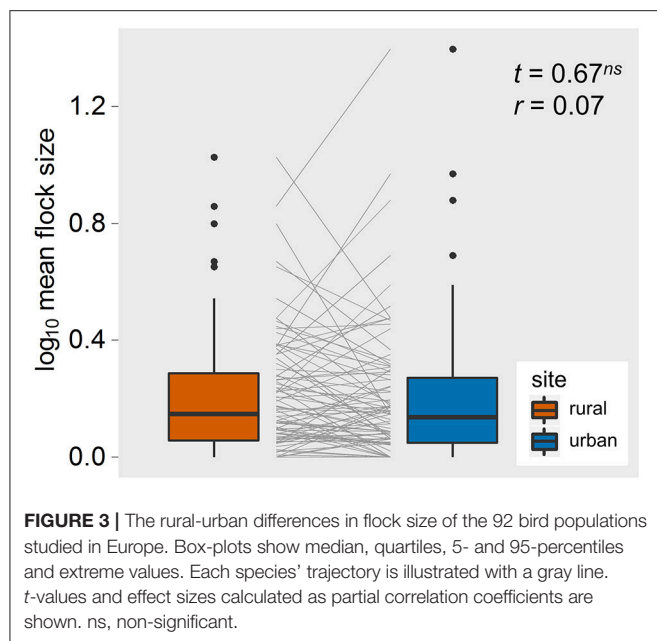 t = 0.67ns
r = 0.07
1.2
0.8
0.4
0.0
log10 mean flock size
site
rural
urban
FIGURE 3 | The rural-urban differences in flock size of the 92 bird populations
studied in Europe. Box-plots show median, quartiles, 5- and 95-percentiles
and extreme values. Each species' trajectory is illustrated with a gray line.
t-values and effect sizes calculated as partial correlation coefficients are
shown. ns, non-significant.